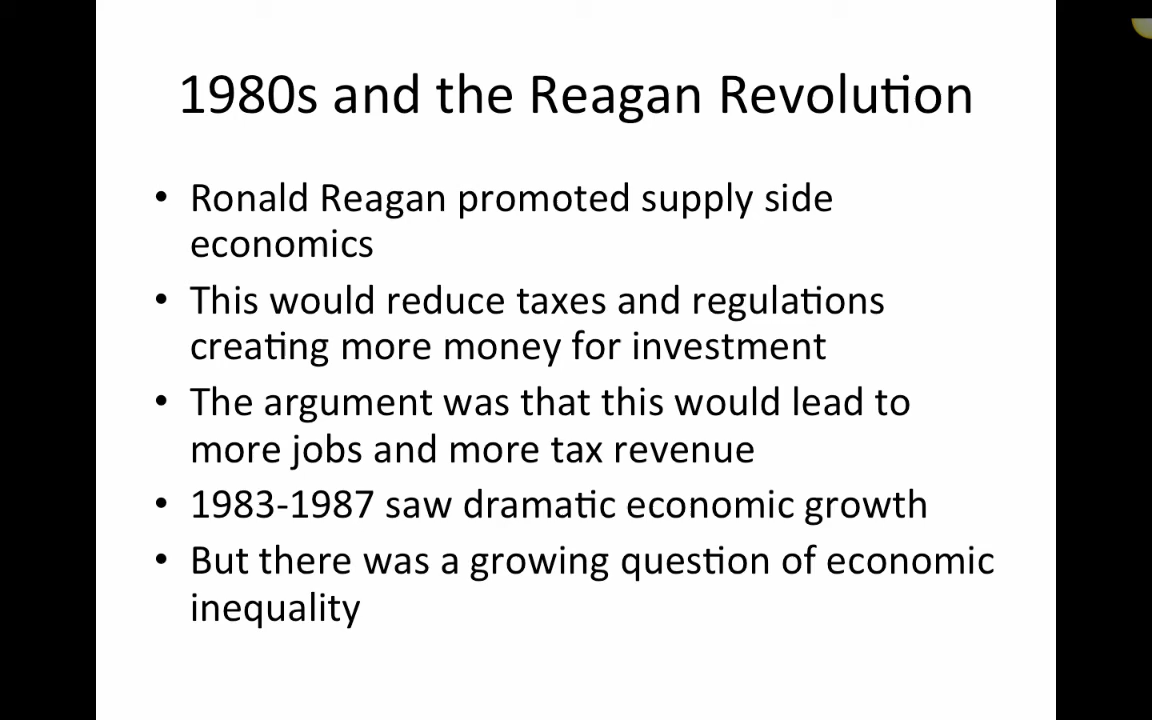 1980s and the Reagan Revolution
• Ronald Reagan promoted supply side
economics
• This would reduce taxes and regulations
creating more money for investment
• The argument was that this would lead to
more jobs and more tax revenue
• 1983-1987 saw dramatic economic growth
• But there was a growing question of economic
inequality